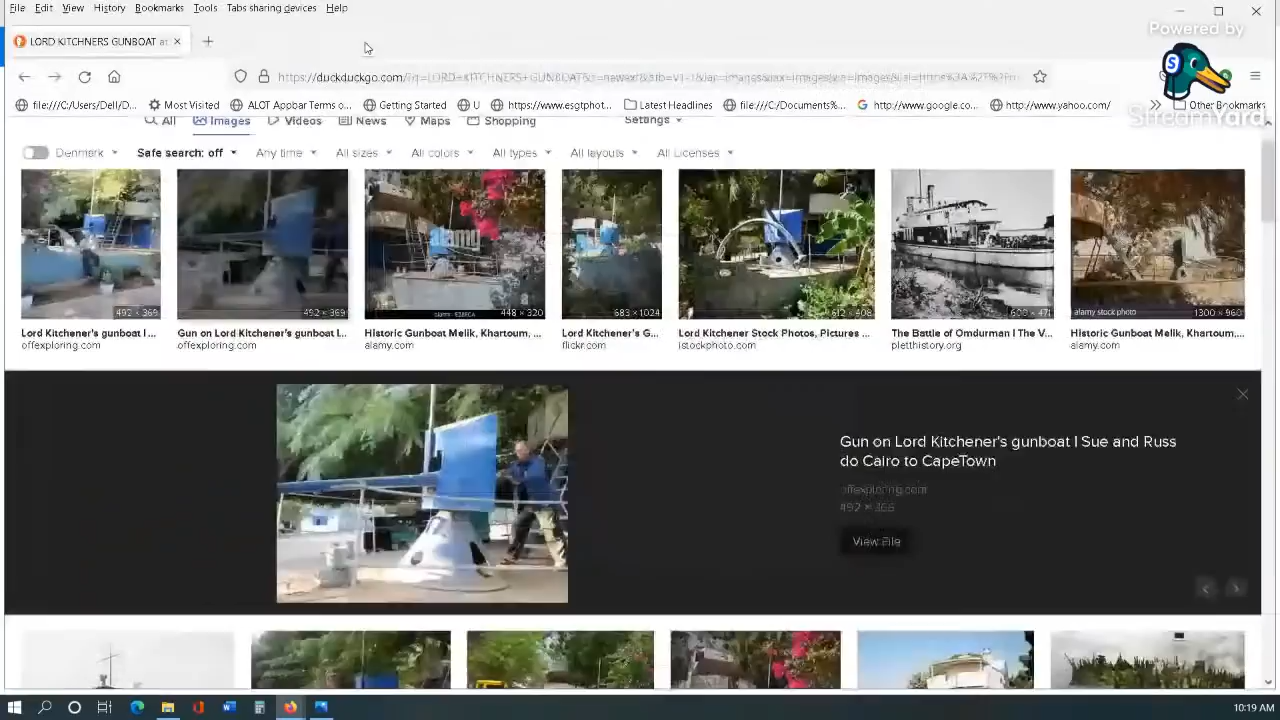 File Edit View History Bookmarks Tools Tabs sharing devices Help
Powered by
LORD KITCHNERS GUNBOAT at
https://duckduckgo.com/
S
file:///C:/Users/Dell/D... Most Visited ALOT Appbar Terms o... Getting Started U https://www.esgtphot... Latest Headlines file:///C:/Documents%... http://www.google.co... http://www.yahoo.com/ Other Bookmarks
StreamYard
All Images Videos News Maps Shopping Settings
Denmark Safe search: off Any time All sizes All colors All types All layouts All Licenses
alamy
492 × 369 492 × 369 448 × 320 683 × 1024 612 × 408 600 × 471 alamy stock photo 1300 × 960
Lord Kitchener's gunboat | ... Gun on Lord Kitchener's gunboat |... Historic Gunboat Melik, Khartoum, ... Lord Kitchener's G... Lord Kitchener Stock Photos, Pictures ... The Battle of Omdurman | The V... Historic Gunboat Melik, Khartoum,...
offexploring.com offexploring.com alamy.com flickr.com istockphoto.com pletthistory.org alamy.com
Gun on Lord Kitchener's gunboat | Sue and Russ
do Cairo to CapeTown
offexploring.com
View File
10:19 AM